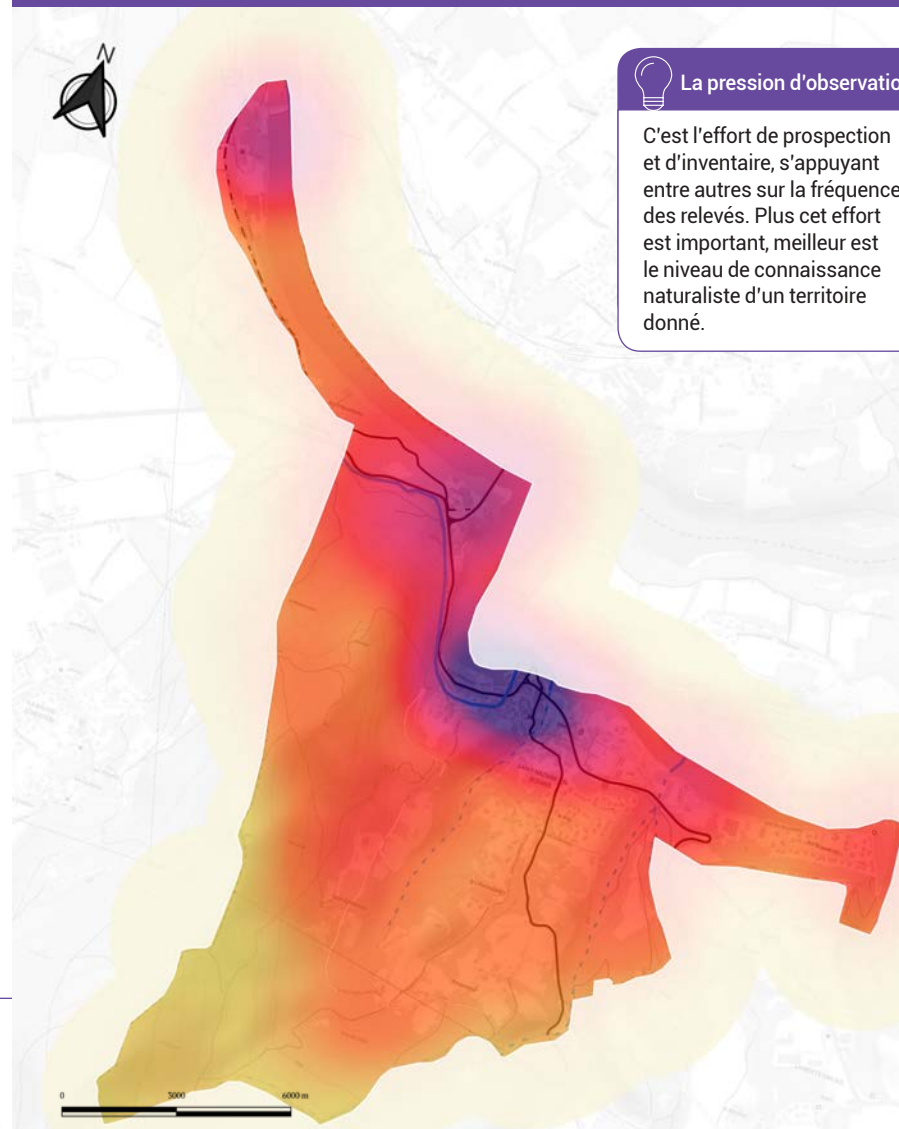 N
La pression d'observatio
C'est l'effort de prospection
et d'inventaire, s'appuyant
entre autres sur la fréquence
des relevés. Plus cet effort
est important, meilleur est
le niveau de connaissance
naturaliste d'un territoire
donné.
0 3000 6000 m